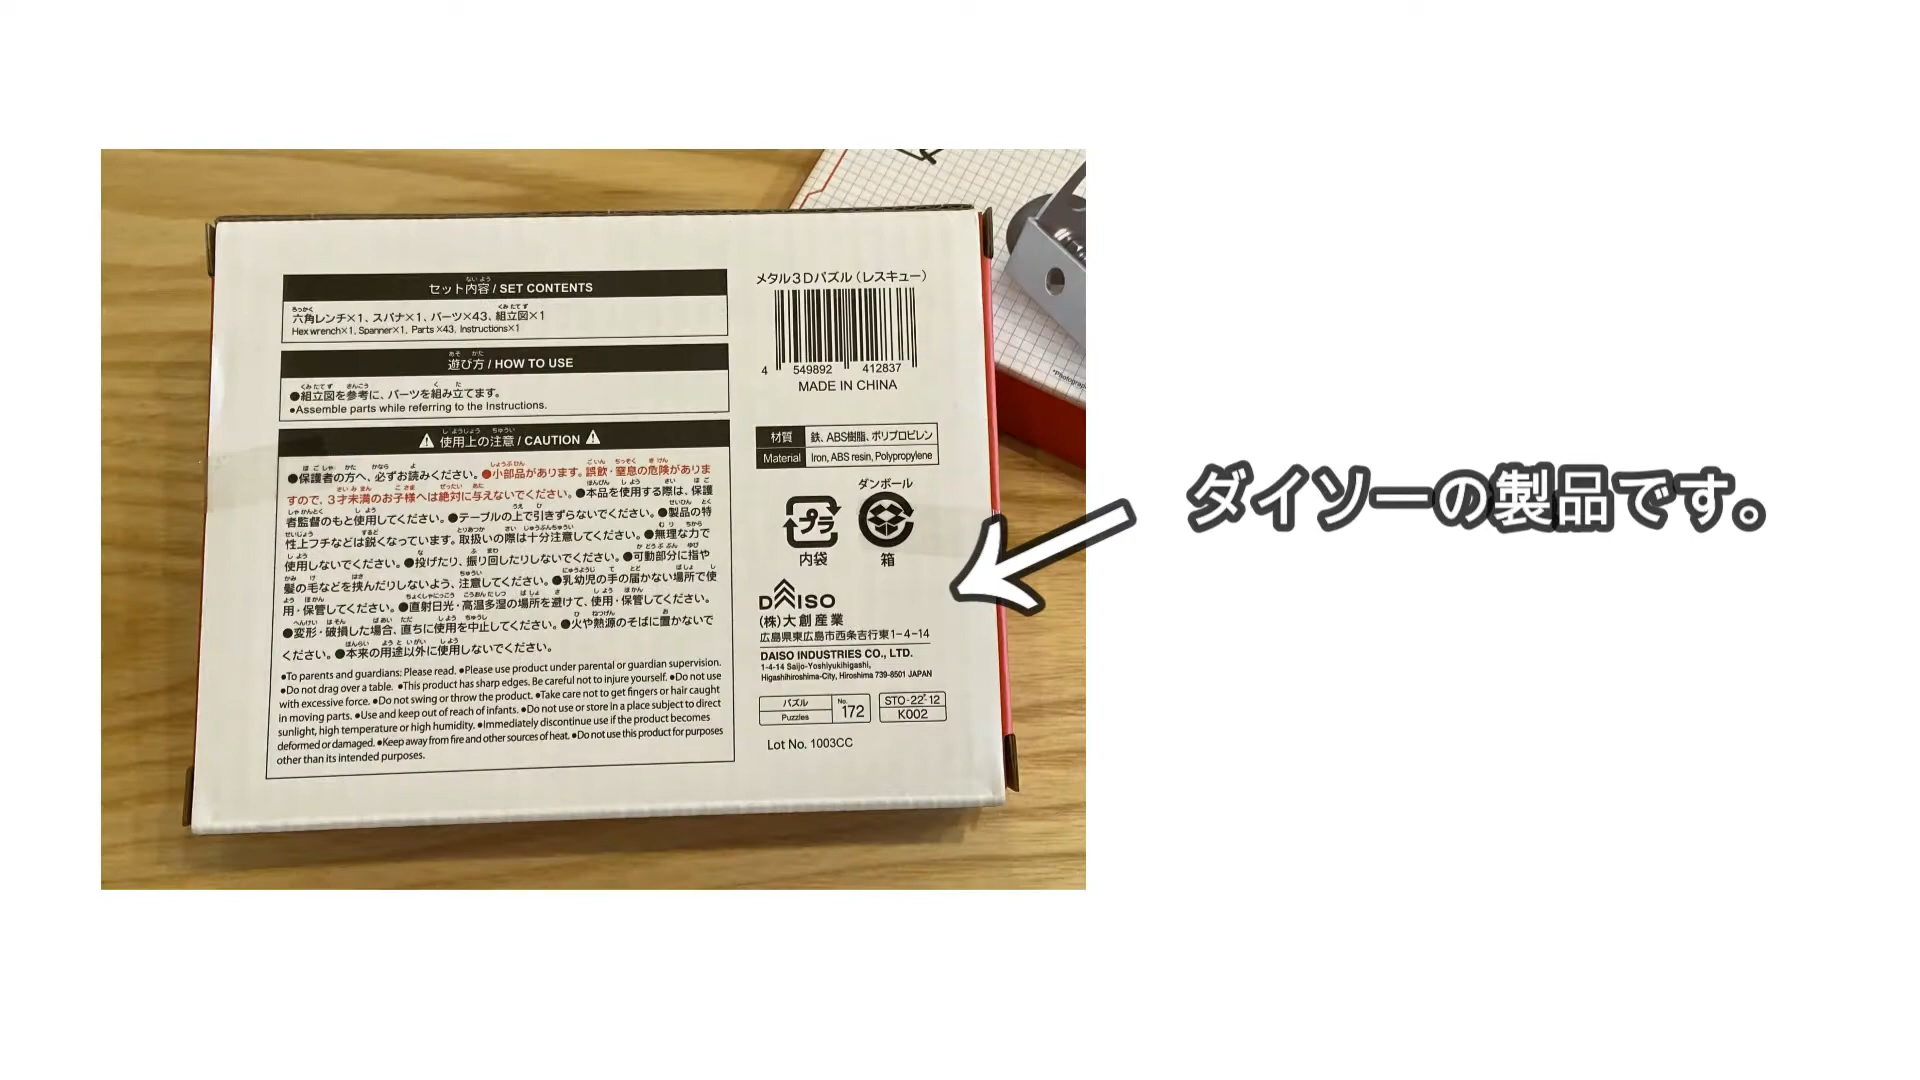 セット内容 / SET CONTENTS
六角レンチ×1、スパナ×1、パーツ×43、組立図×1
Hex wrench×1, Spanner×1, Parts ×43, Instructions×1
遊び方 / HOW TO USE
●組立図を参考に、パーツを組み立てます。
●Assemble parts while referring to the Instructions.
使用上の注意 / CAUTION
●保護者の方へ、必ずお読みください。●小部品があります。誤飲・窒息の危険がありま
すので、3才未満のお子様へは絶対に与えないでください。●本品を使用する際は、保護
者監督のもと使用してください。●テーブルの上で引きずらないでください。●製品の特
性上フチなどは鋭くなっています。取扱いの際は十分注意してください。●無理な力で
使用しないでください。●投げたり、振り回したりしないでください。●可動部分に指や
髪の毛などを挟んだりしないよう、注意してください。●乳幼児の手の届かない場所で使
用・保管してください。●直射日光・高温多湿の場所を避けて、使用・保管してください。
●変形・破損した場合、直ちに使用を中止してください。●火や熱源のそばに置かないで
ください。●本来の用途以外に使用しないでください。
●To parents and guardians: Please read. ●Please use product under parental or guardian supervision.
●Do not drag over a table. ●This product has sharp edges. Be careful not to injure yourself. ●Do not use
with excessive force. ●Do not swing or throw the product. ●Take care not to get fingers or hair caught
in moving parts. ●Use and keep out of reach of infants. ●Do not use or store in a place subject to direct
sunlight, high temperature or high humidity. ●Immediately discontinue use if the product becomes
deformed or damaged. ●Keep away from fire and other sources of heat. ●Do not use this product for purposes
other than its intended purposes.
メタル3Dパズル(レスキュー)
4 549892 412837
MADE IN CHINA
材質 鉄、ABS樹脂、ポリプロピレン
Material Iron, ABS resin, Polypropylene
ダンボール
プラ
内袋 箱
DAISO
(株)大創産業
広島県東広島市西条吉行東1-4-14
DAISO INDUSTRIES CO., LTD.
1-4-14 Saijo-Yoshiyukihigashi,
Higashihiroshima-City, Hiroshima 739-8501 JAPAN
パズル
Puzzles
No. 172
STO-22-12
K002
Lot No. 1003CC
ダイソーの製品です。